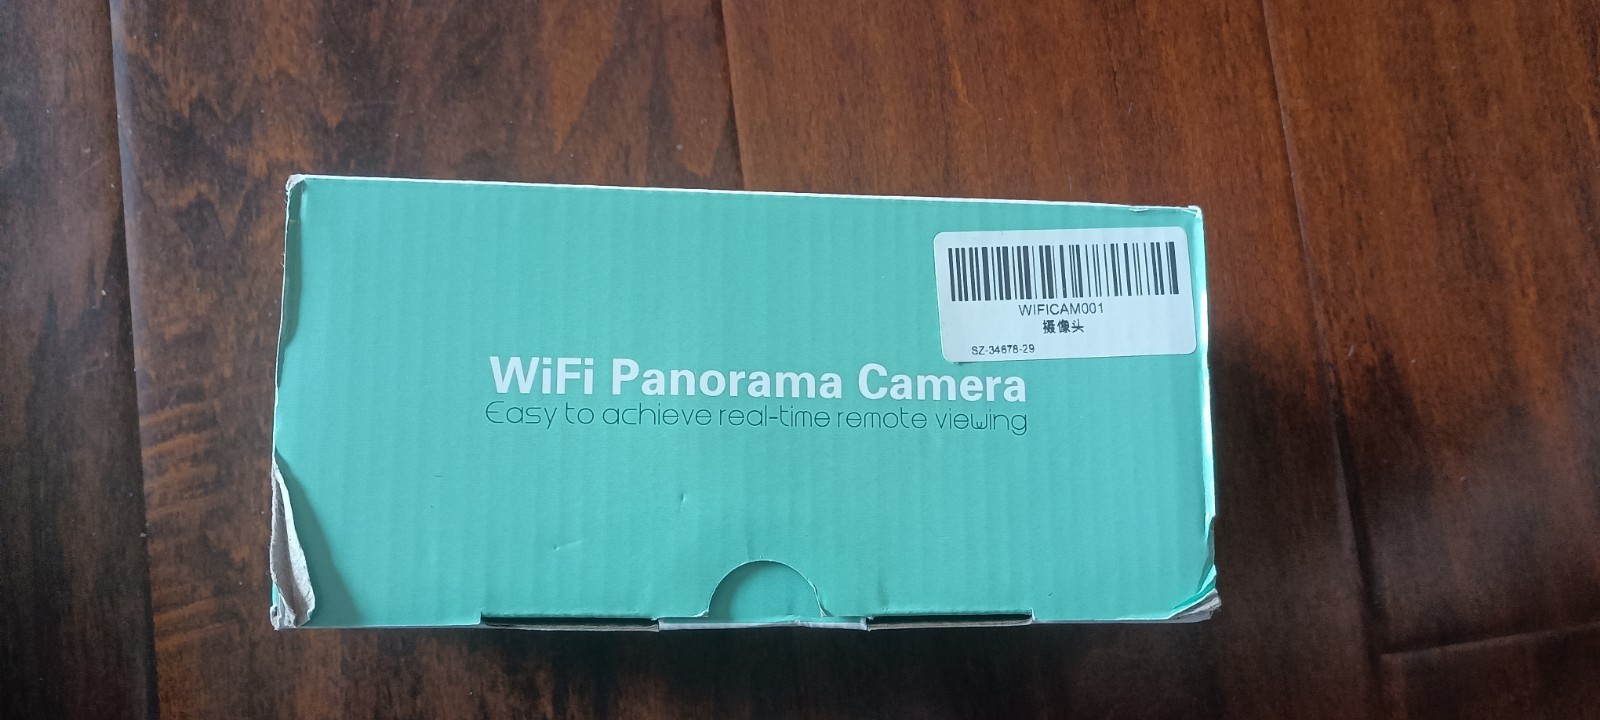 WIFICAM001
摄像头
SZ-34678-29
WiFi Panorama Camera
Easy to achieve real-time remote viewing